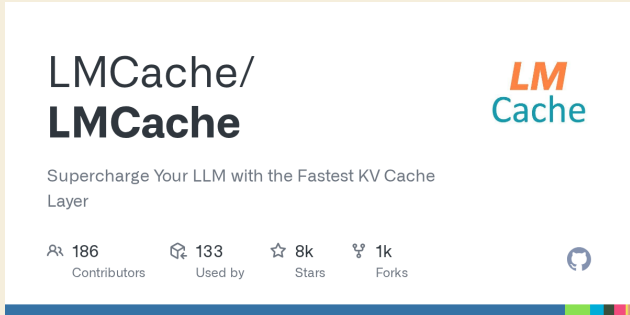 LMCache/
LMCache
LM
Cache
Supercharge Your LLM with the Fastest KV Cache
Layer
186
Contributors
133
Used by
8k
Stars
1k
Forks